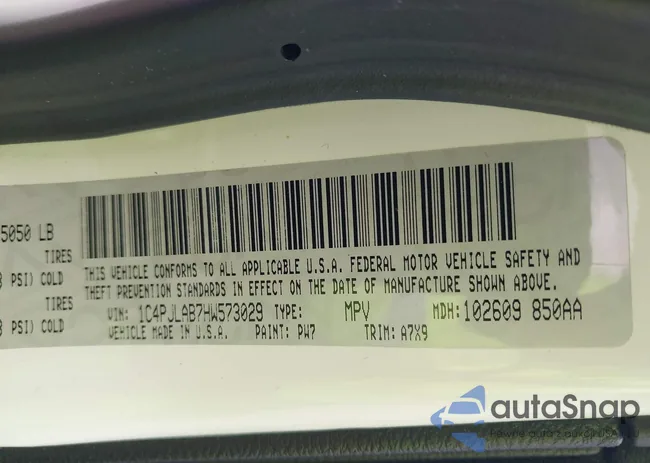 5050 LB
TIRES
PSI) COLD
TIRES
PSI) COLD
THIS VEHICLE CONFORMS TO ALL APPLICABLE U.S.A. FEDERAL MOTOR VEHICLE SAFETY AND
THEFT PREVENTION STANDARDS IN EFFECT ON THE DATE OF MANUFACTURE SHOWN ABOVE.
VIN: 1C4PJLAB7HW573029 TYPE: MPV MDH: 102609 850AA
VEHICLE MADE IN U.S.A. PAINT: PW7 TRIM: A7X9
autaSnap